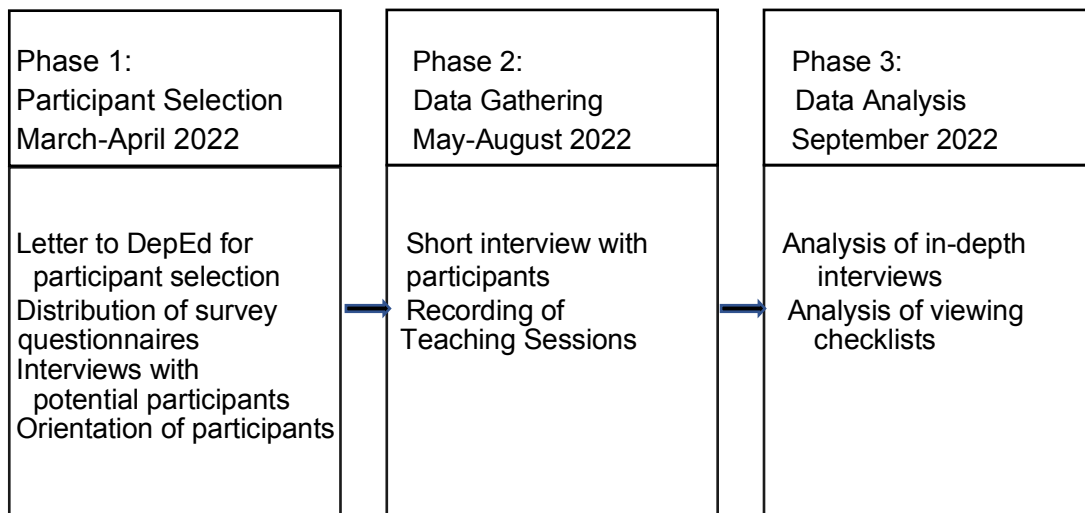 Phase 1:
Participant Selection
March-April 2022
Letter to DepEd for
participant selection
Distribution of survey
questionnaires
Interviews with
potential participants
Orientation of participants
Phase 2:
Data Gathering
May-August 2022
Short interview with
participants
Recording of
Teaching Sessions
Phase 3:
Data Analysis
September 2022
Analysis of in-depth
interviews
Analysis of viewing
checklists